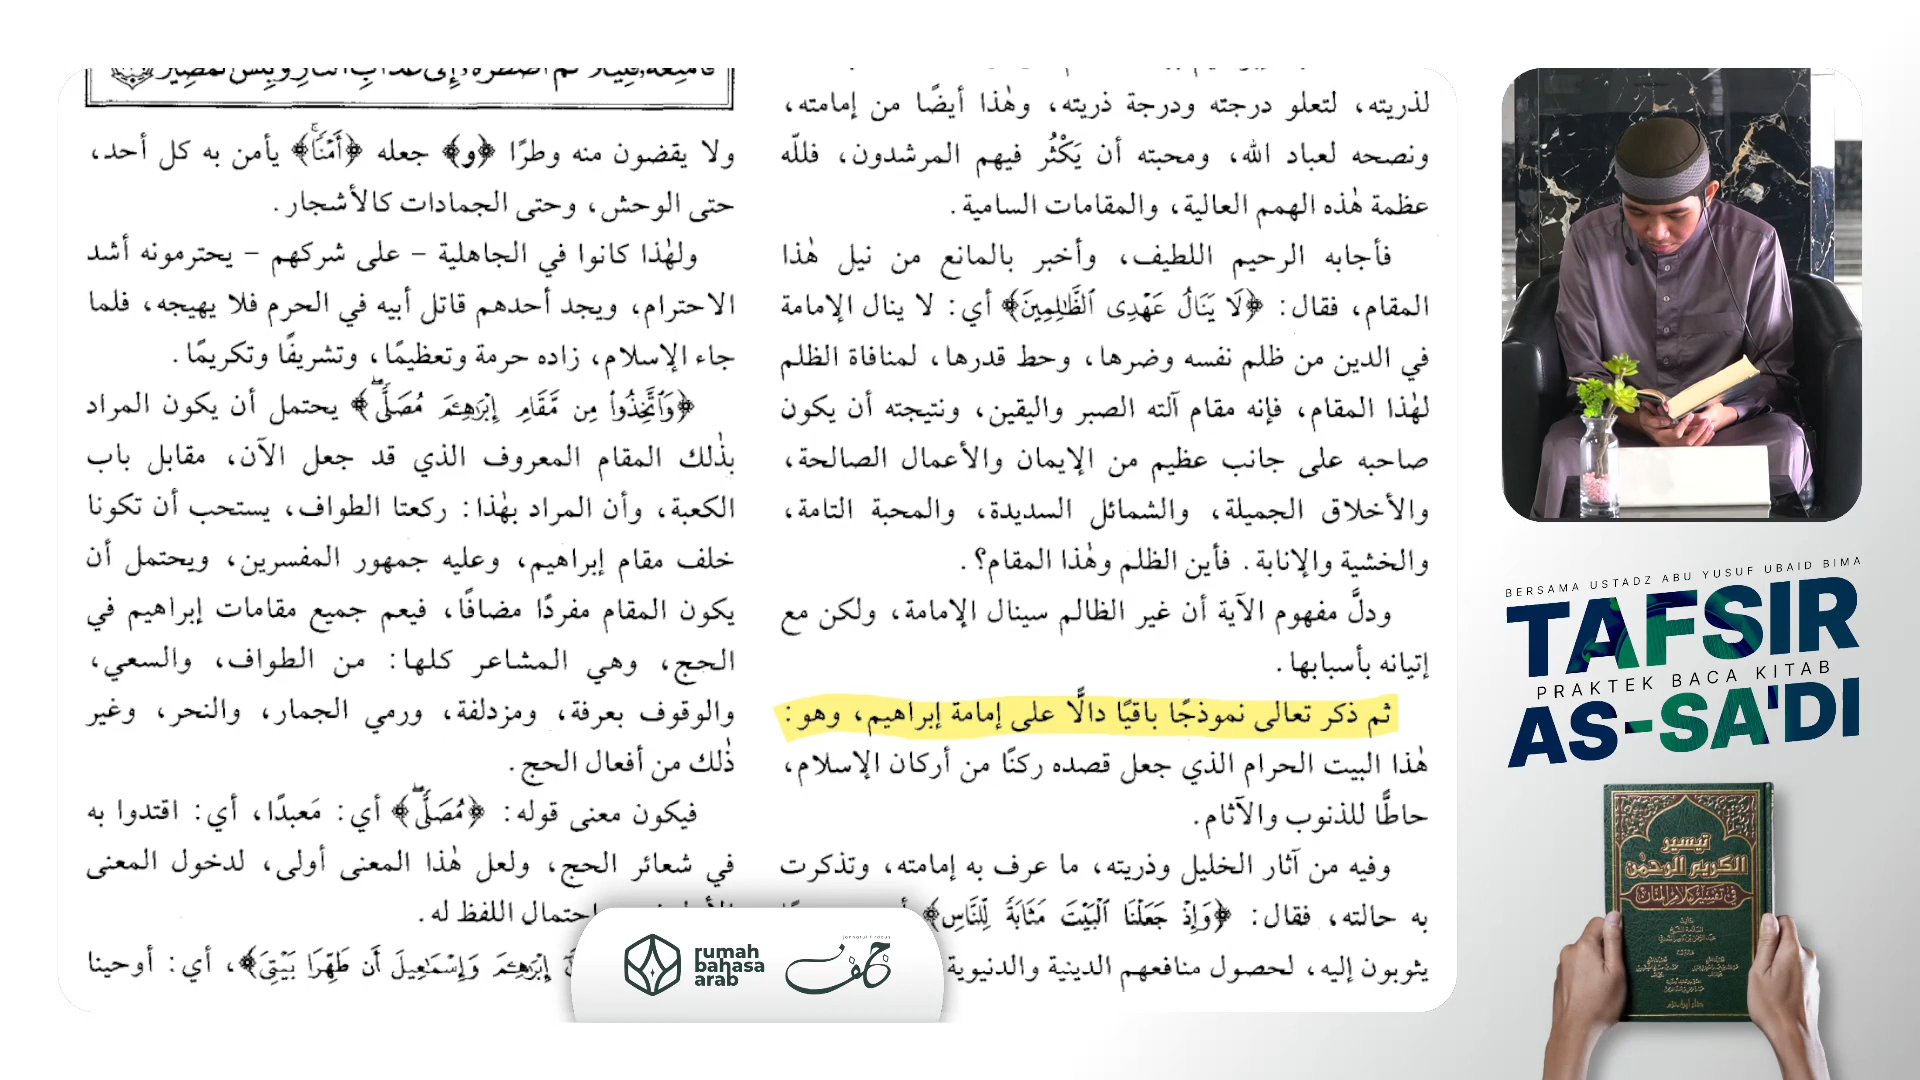 لذريته، لتعلو درجته ودرجة ذريته، وهٰذا أيضًا من إمامته،
ونصحه لعباد الله، ومحبته أن يَكْثُر فيهم المرشدون، فللّه
عظمة هٰذه الهمم العالية، والمقامات السامية.
فأجابه الرحيم اللطيف، وأخبر بالمانع من نيل هٰذا
المقام، فقال: ﴿لَا يَنَالُ عَهْدِى ٱلظَّٰلِمِينَ﴾ أي: لا ينال الإمامة
في الدين من ظلم نفسه وضرها، وحط قدرها، لمنافاة الظلم
لهٰذا المقام، فإنه مقام آلته الصبر واليقين، ونتيجته أن يكون
صاحبه على جانب عظيم من الإيمان والأعمال الصالحة،
والأخلاق الجميلة، والشمائل السديدة، والمحبة التامة،
والخشية والإنابة. فأين الظلم وهٰذا المقام؟.
ودلَّ مفهوم الآية أن غير الظالم سينال الإمامة، ولكن مع
إتيانه بأسبابها.
ثم ذكر تعالى نموذجًا باقيًا دالًّا على إمامة إبراهيم، وهو:
هٰذا البيت الحرام الذي جعل قصده ركنًا من أركان الإسلام،
حاطًّا للذنوب والآثام.
وفيه من آثار الخليل وذريته، ما عرف به إمامته، وتذكرت
به حالته، فقال: ﴿وَإِذْ جَعَلْنَا ٱلْبَيْتَ مَثَابَةً لِّلنَّاسِ﴾
يثوبون إليه، لحصول منافعهم الدينية والدنيوية
ولا يقضون منه وطرًا ﴿و﴾ جعله ﴿أَمْنًا﴾ يأمن به كل أحد،
حتى الوحش، وحتى الجمادات كالأشجار.
ولهٰذا كانوا في الجاهلية – على شركهم – يحترمونه أشد
الاحترام، ويجد أحدهم قاتل أبيه في الحرم فلا يهيجه، فلما
جاء الإسلام، زاده حرمة وتعظيمًا، وتشريفًا وتكريمًا.
﴿وَٱتَّخِذُوا۟ مِن مَّقَامِ إِبْرَٰهِـۧمَ مُصَلًّى﴾ يحتمل أن يكون المراد
بذٰلك المقام المعروف الذي قد جعل الآن، مقابل باب
الكعبة، وأن المراد بهٰذا: ركعتا الطواف، يستحب أن تكونا
خلف مقام إبراهيم، وعليه جمهور المفسرين، ويحتمل أن
يكون المقام مفردًا مضافًا، فيعم جميع مقامات إبراهيم في
الحج، وهي المشاعر كلها: من الطواف، والسعي،
والوقوف بعرفة، ومزدلفة، ورمي الجمار، والنحر، وغير
ذٰلك من أفعال الحج.
فيكون معنى قوله: ﴿مُصَلًّى﴾ أي: مَعبدًا، أي: اقتدوا به
في شعائر الحج، ولعل هٰذا المعنى أولى، لدخول المعنى
احتمال اللفظ له.
إِبْرَٰهِـۧمَ وَإِسْمَٰعِيلَ أَن طَهِّرَا بَيْتِىَ﴾، أي: أوحينا
rumah
bahasa
arab
BERSAMA USTADZ ABU YUSUF UBAID BIMA
TAFSIR
PRAKTEK BACA KITAB
AS-SA'DI
تيسير
الكريم الرحمٰن
في تفسير كلام المنان